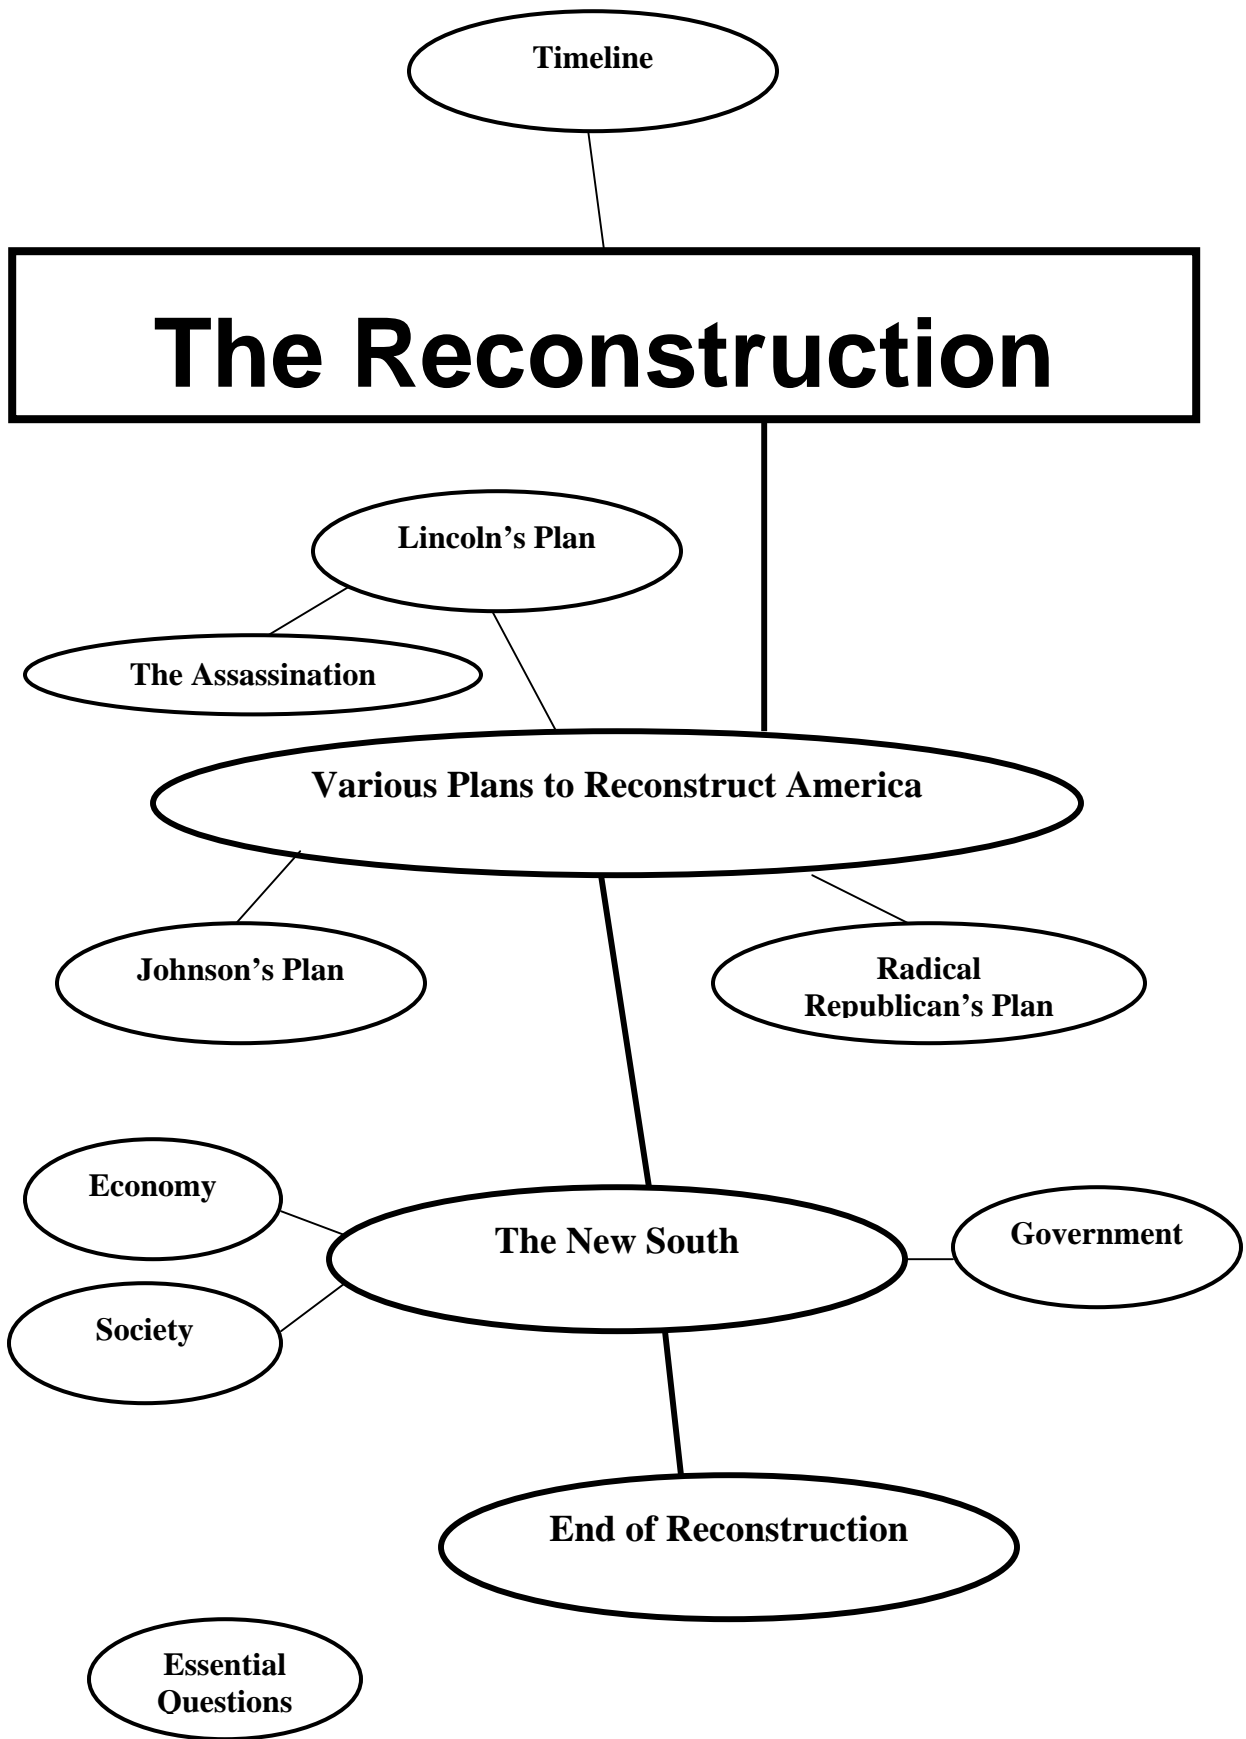 Timeline
The Reconstruction
Lincoln’s Plan
The Assassination
Various Plans to Reconstruct America
Johnson’s Plan
Radical
Republican’s Plan
Economy
The New South
Government
Society
End of Reconstruction
Essential
Questions